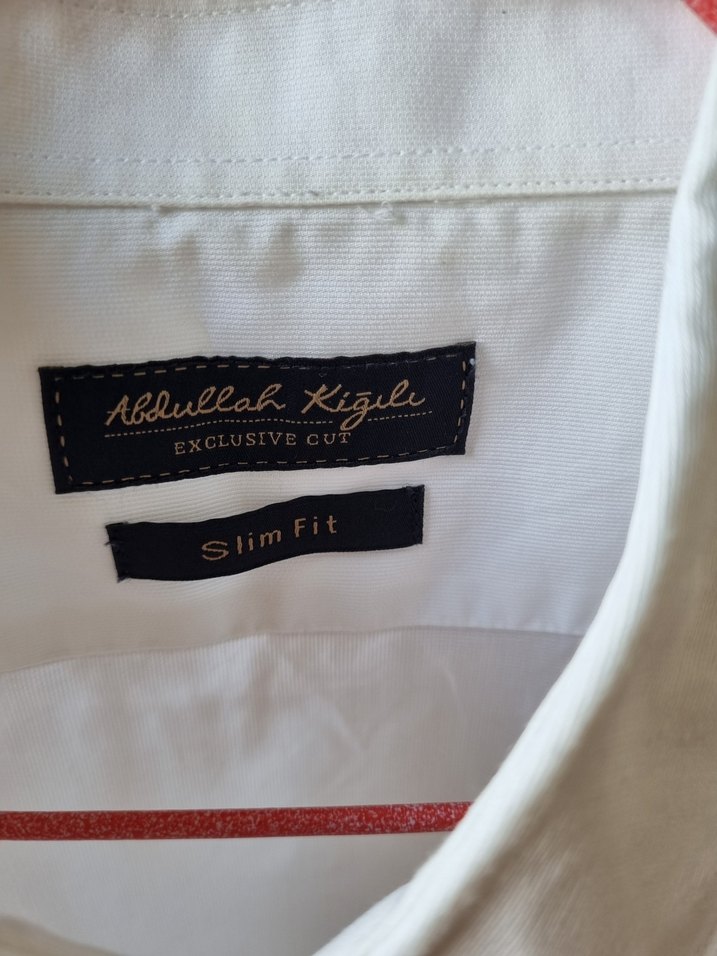 Abdullah Kiğılı
EXCLUSIVE CUT
Slim Fit